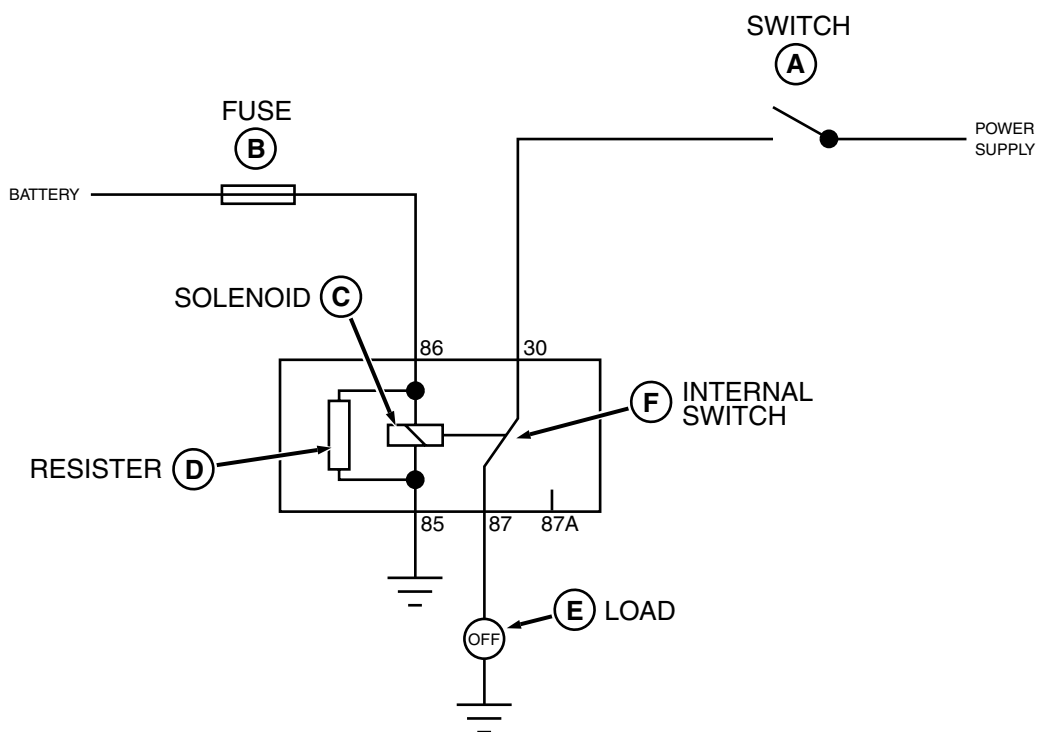 SWITCH
A
POWER
SUPPLY
FUSE
B
BATTERY
SOLENOID C
86
30
F INTERNAL
SWITCH
RESISTER D
85
87
87A
E LOAD
OFF